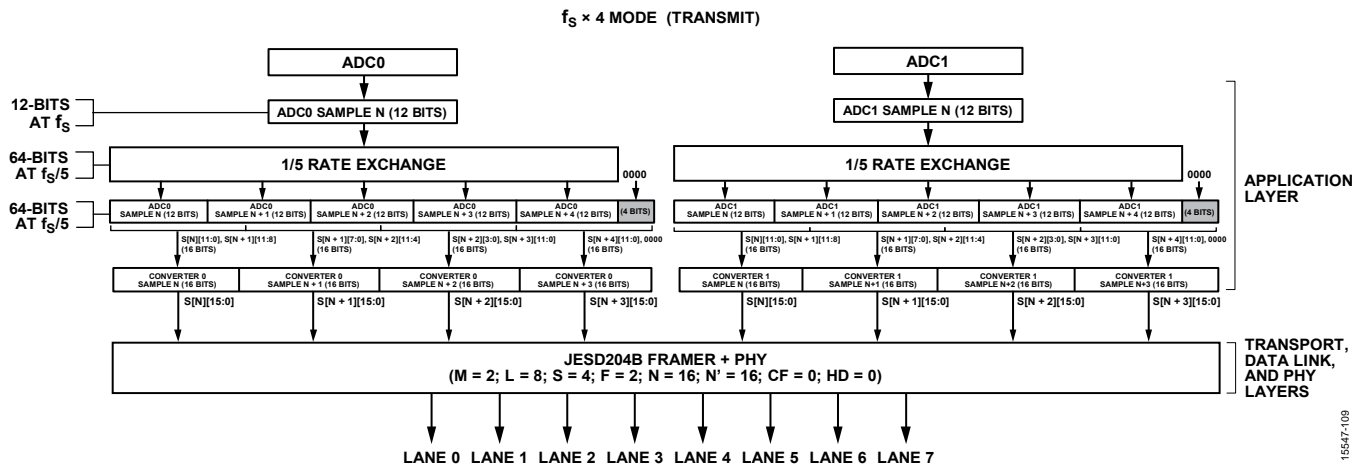 fS × 4 MODE (TRANSMIT)
ADC0
ADC1
12-BITS
AT fS
ADC0 SAMPLE N (12 BITS)
ADC1 SAMPLE N (12 BITS)
64-BITS
AT fS/5
1/5 RATE EXCHANGE
0000
1/5 RATE EXCHANGE
0000
APPLICATION
LAYER
64-BITS
AT fS/5
ADC0
SAMPLE N (12 BITS)
ADC0
SAMPLE N + 1 (12 BITS)
ADC0
SAMPLE N + 2 (12 BITS)
ADC0
SAMPLE N + 3 (12 BITS)
ADC0
SAMPLE N + 4 (12 BITS)
(4 BITS)
ADC1
SAMPLE N (12 BITS)
ADC1
SAMPLE N + 1 (12 BITS)
ADC1
SAMPLE N + 2 (12 BITS)
ADC1
SAMPLE N + 3 (12 BITS)
ADC1
SAMPLE N + 4 (12 BITS)
(4 BITS)
S[N][11:0], S[N + 1][11:8]
(16 BITS)
S[N + 1][7:0], S[N + 2][11:4]
(16 BITS)
S[N + 2][3:0], S[N + 3][11:0]
(16 BITS)
S[N + 4][11:0], 0000
(16 BITS)
S[N][11:0], S[N + 1][11:8]
(16 BITS)
S[N + 1][7:0], S[N + 2][11:4]
(16 BITS)
S[N + 2][3:0], S[N + 3][11:0]
(16 BITS)
S[N + 4][11:0], 0000
(16 BITS)
CONVERTER 0
SAMPLE N (16 BITS)
CONVERTER 0
SAMPLE N + 1 (16 BITS)
CONVERTER 0
SAMPLE N + 2 (16 BITS)
CONVERTER 0
SAMPLE N + 3 (16 BITS)
CONVERTER 1
SAMPLE N (16 BITS)
CONVERTER 1
SAMPLE N+1 (16 BITS)
CONVERTER 1
SAMPLE N+2 (16 BITS)
CONVERTER 1
SAMPLE N+3 (16 BITS)
S[N][15:0]
S[N + 1][15:0]
S[N + 2][15:0]
S[N + 3][15:0]
S[N][15:0]
S[N + 1][15:0]
S[N + 2][15:0]
S[N + 3][15:0]
JESD204B FRAMER + PHY
(M = 2; L = 8; S = 4; F = 2; N = 16; N' = 16; CF = 0; HD = 0)
TRANSPORT,
DATA LINK,
AND PHY
LAYERS
LANE 0
LANE 1
LANE 2
LANE 3
LANE 4
LANE 5
LANE 6
LANE 7
15547-109